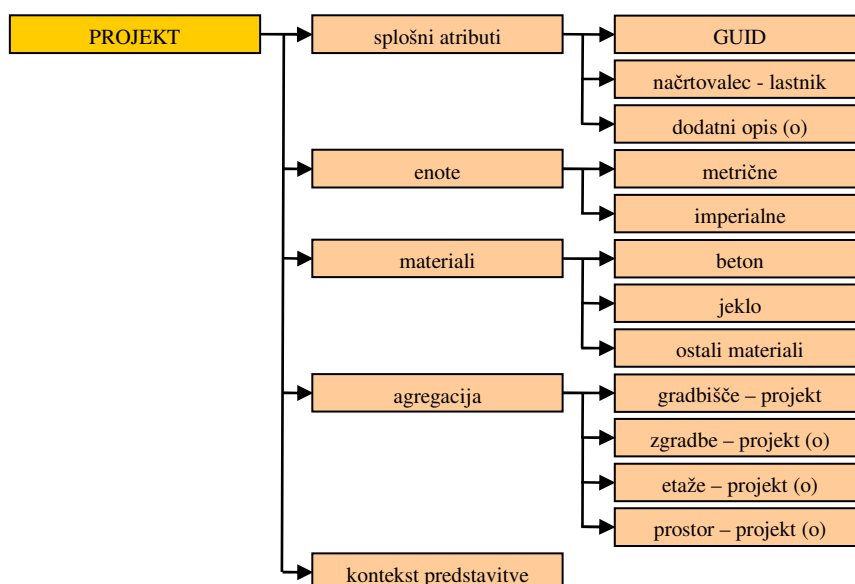 PROJEKT
splošni atributi
GUID
načrtovalec - lastnik
dodatni opis (o)
enote
metrične
imperialne
materiali
beton
jeklo
ostali materiali
agregacija
gradbišče – projekt
zgradbe – projekt (o)
etaže – projekt (o)
prostor – projekt (o)
kontekst predstavitve